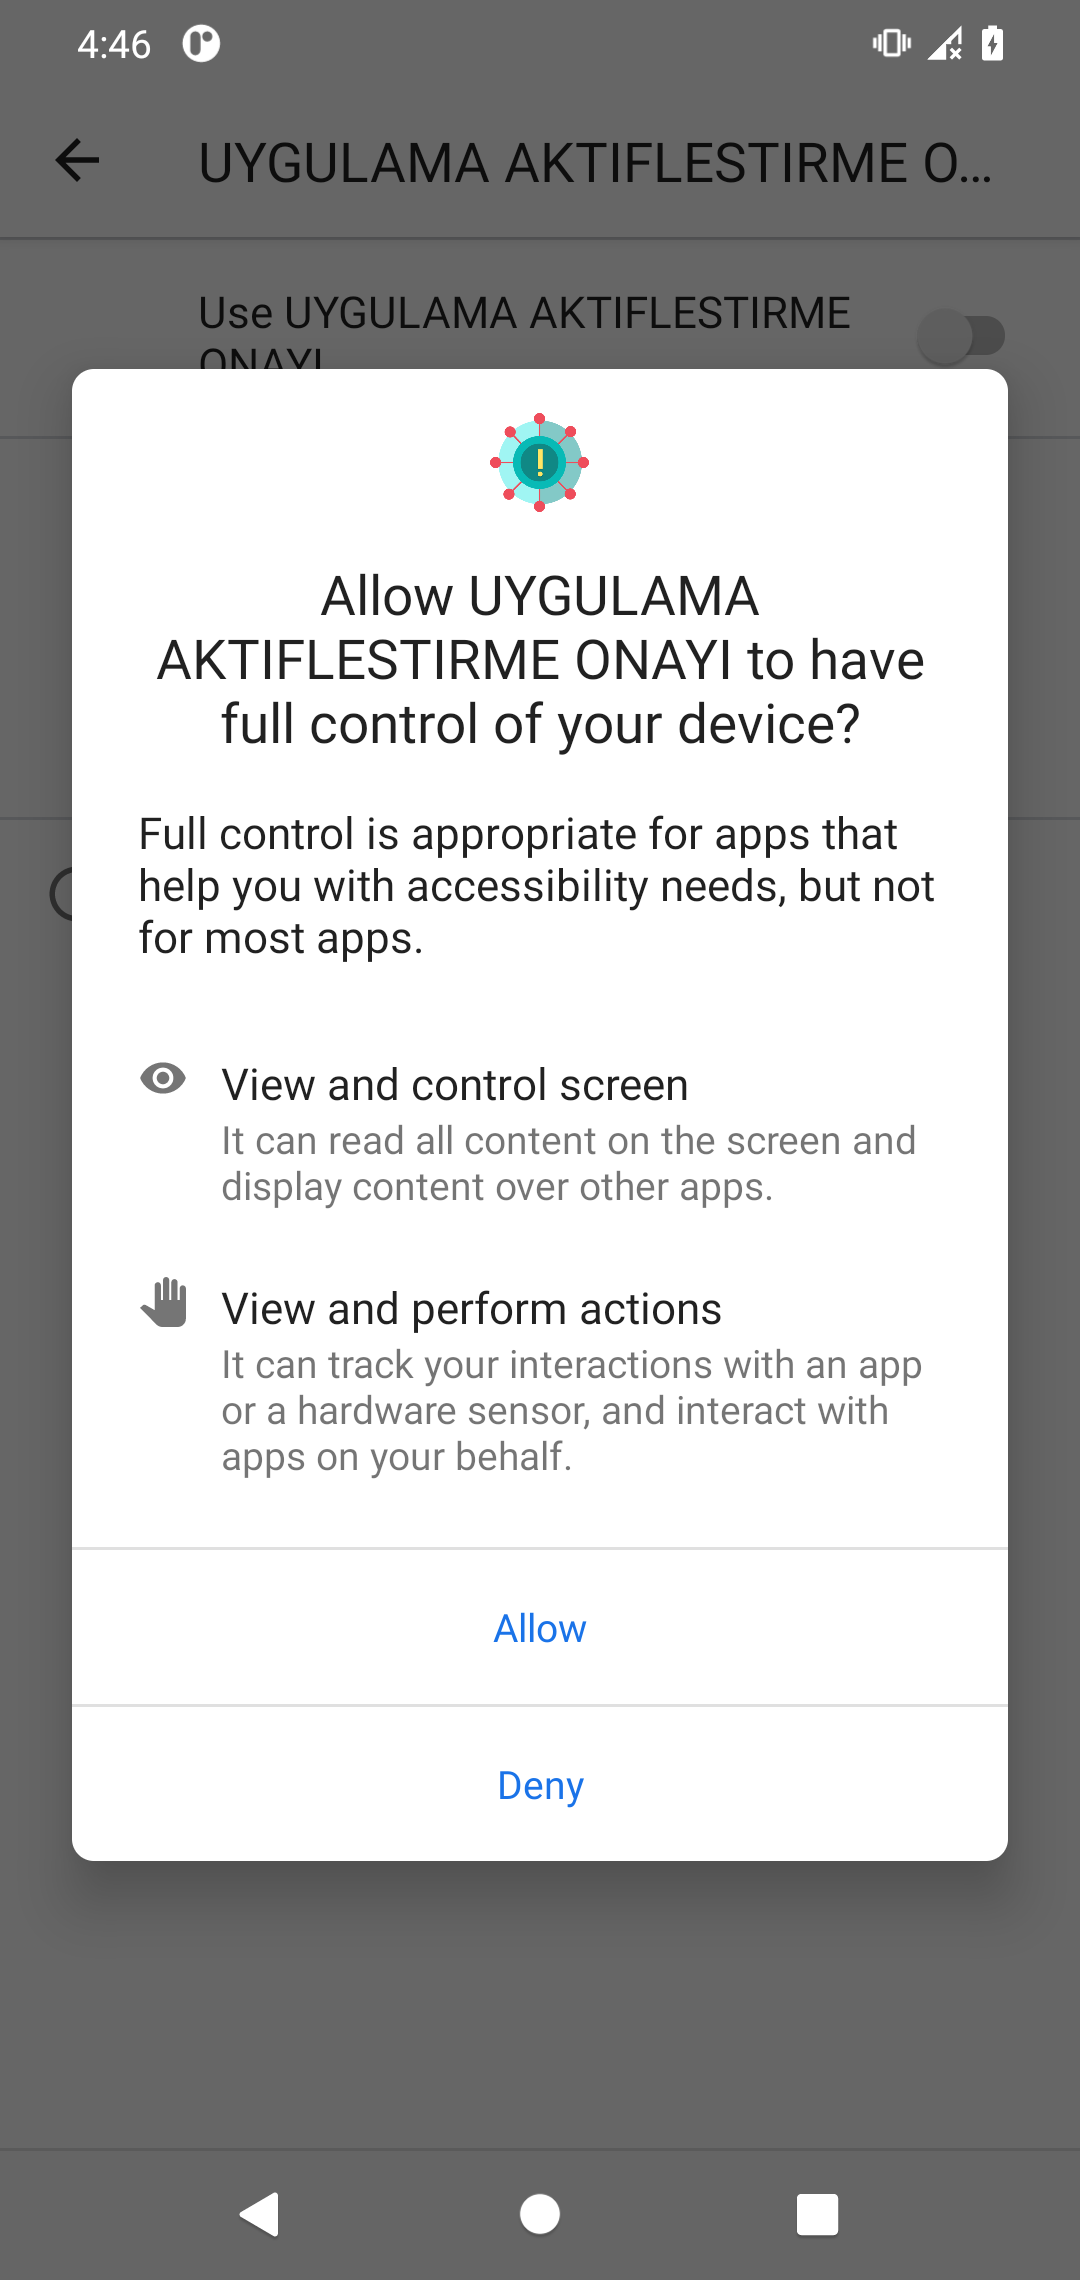 4:46
UYGULAMA AKTIFLESTIRME O...
Use UYGULAMA AKTIFLESTIRME
ONAYI
Allow UYGULAMA
AKTIFLESTIRME ONAYI to have
full control of your device?
Full control is appropriate for apps that
help you with accessibility needs, but not
for most apps.
View and control screen
It can read all content on the screen and
display content over other apps.
View and perform actions
It can track your interactions with an app
or a hardware sensor, and interact with
apps on your behalf.
Allow
Deny